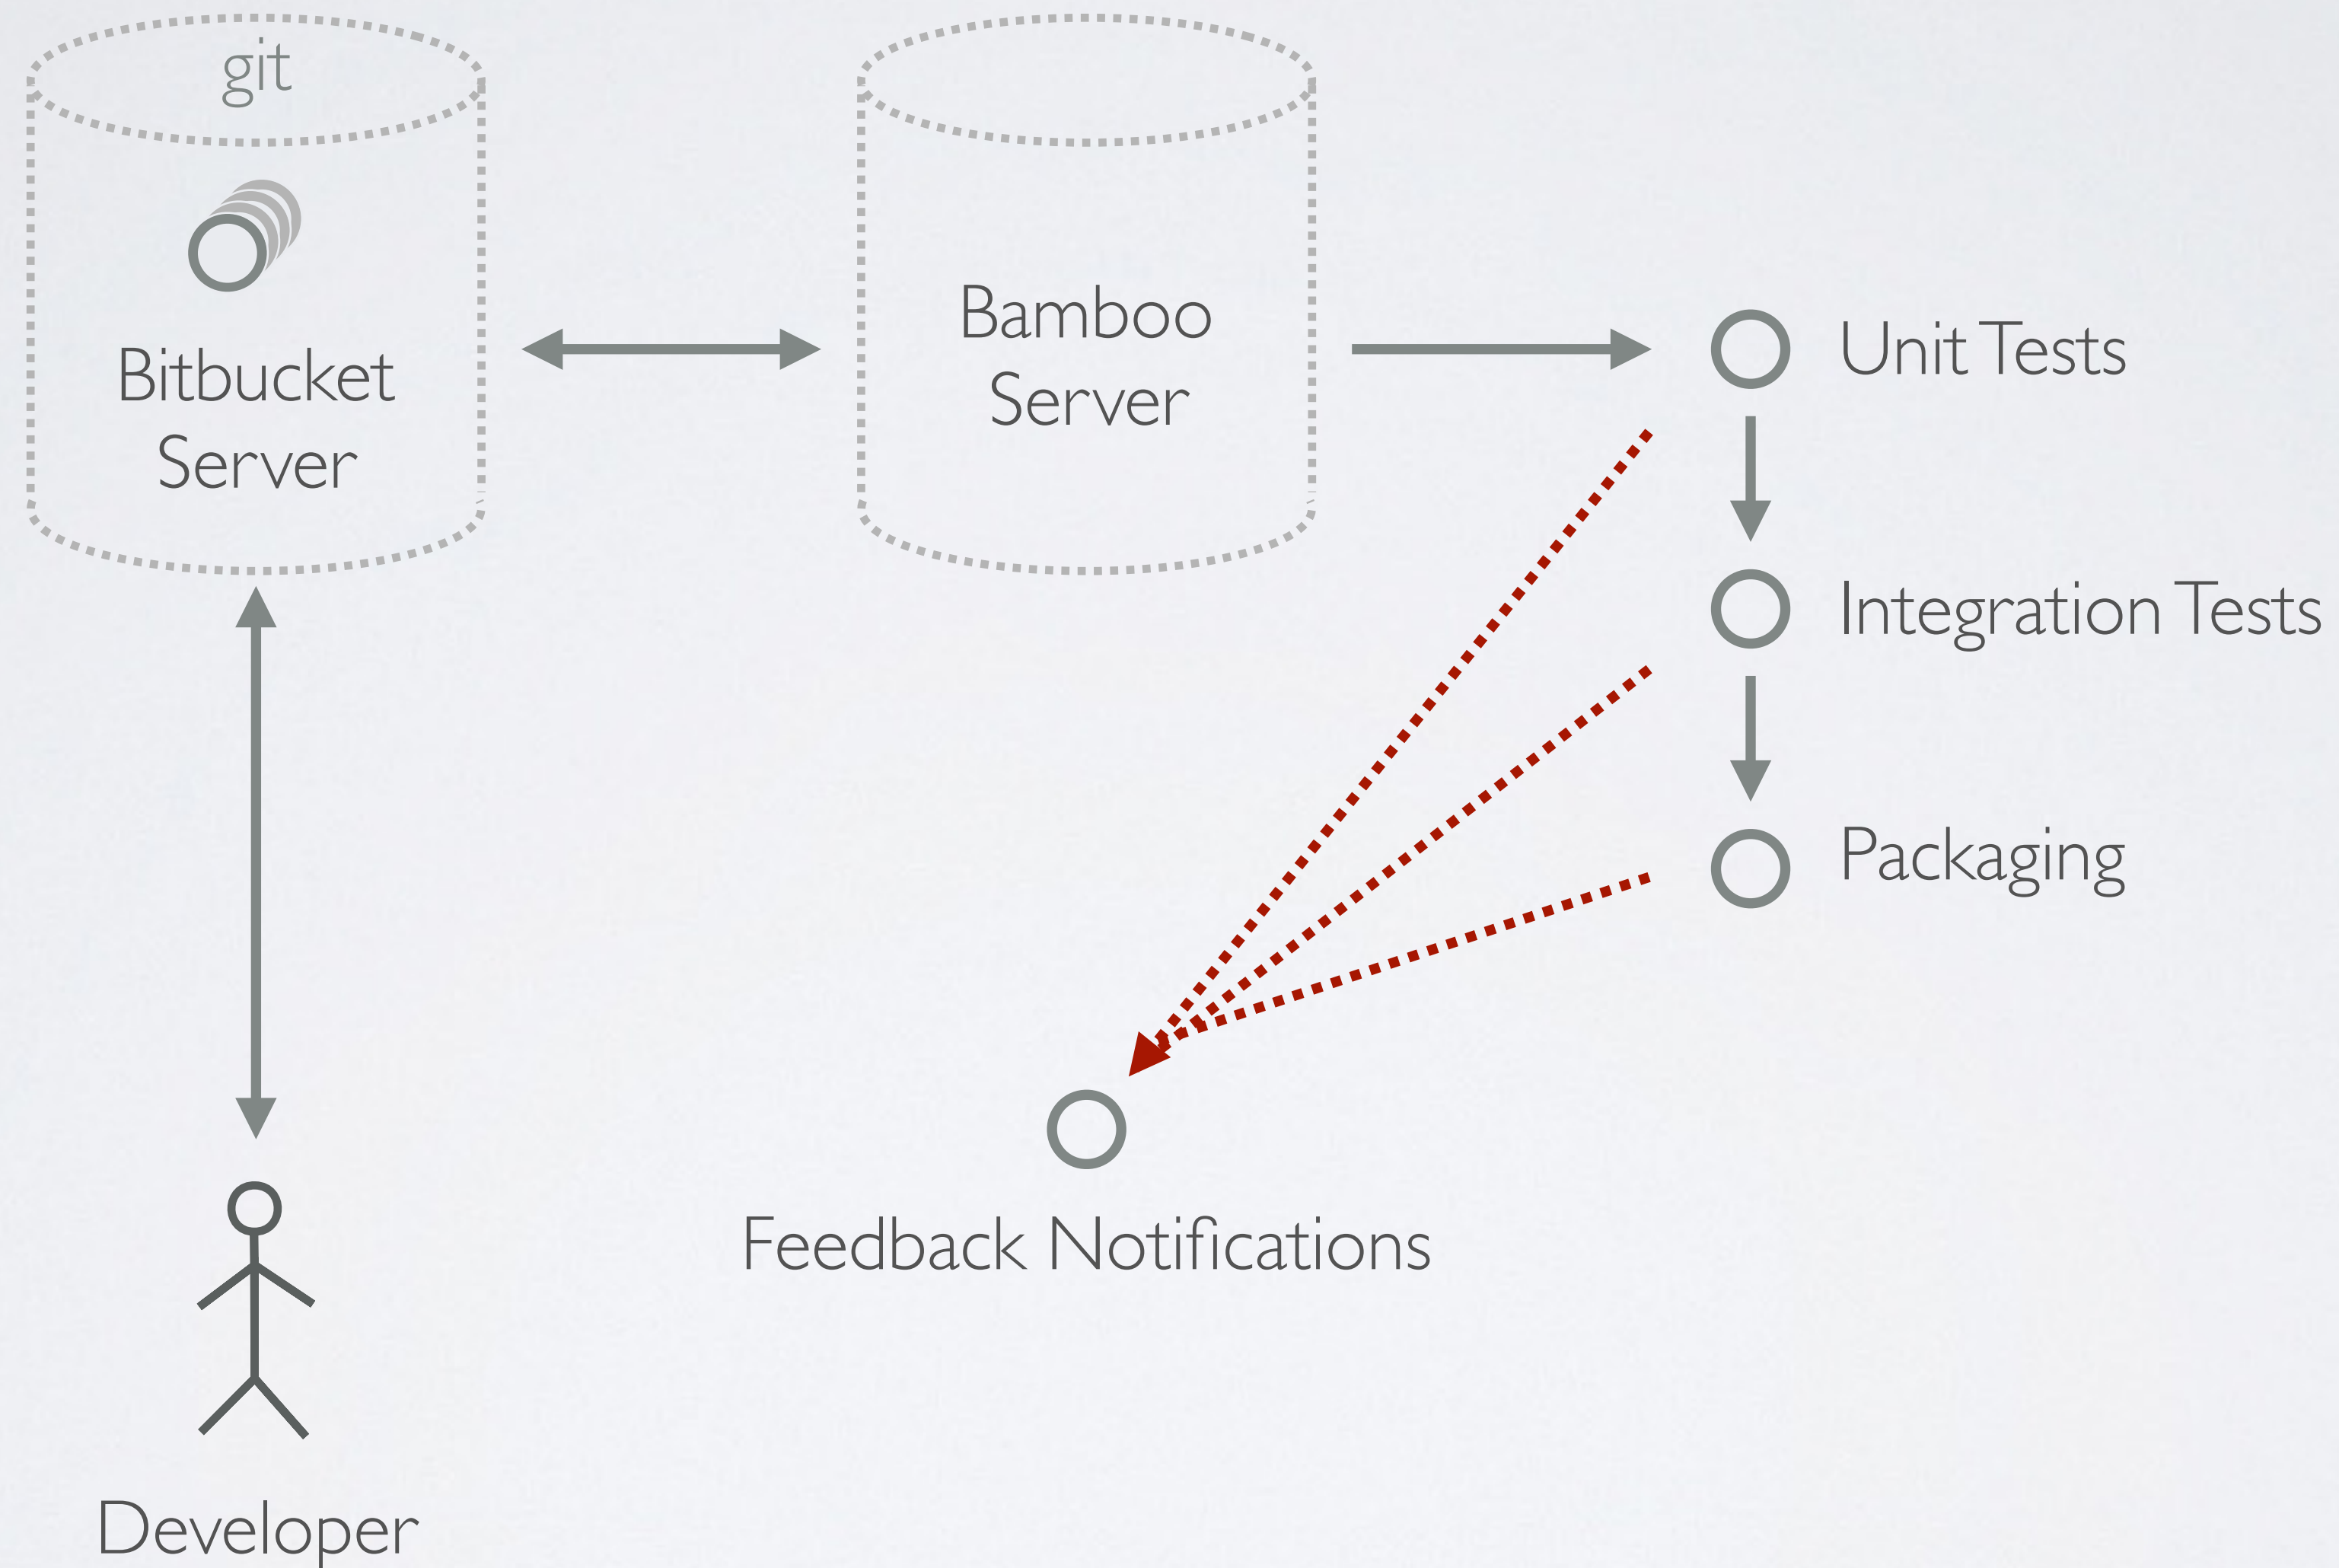 git
Bitbucket
Server
Bamboo
Server
Unit Tests
Integration Tests
Packaging
Feedback Notifications
Developer